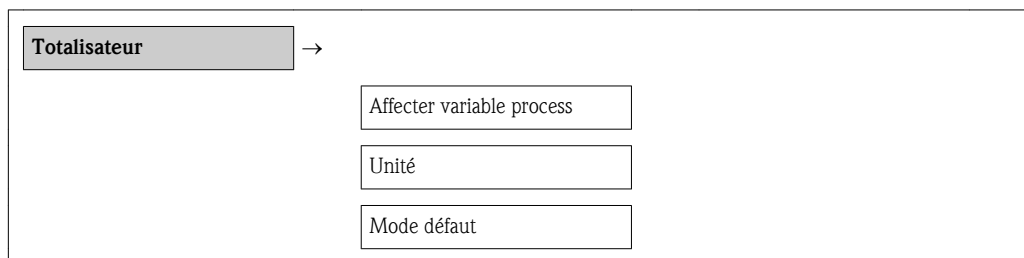 Totalisateur →
Affecter variable process
Unité
Mode défaut